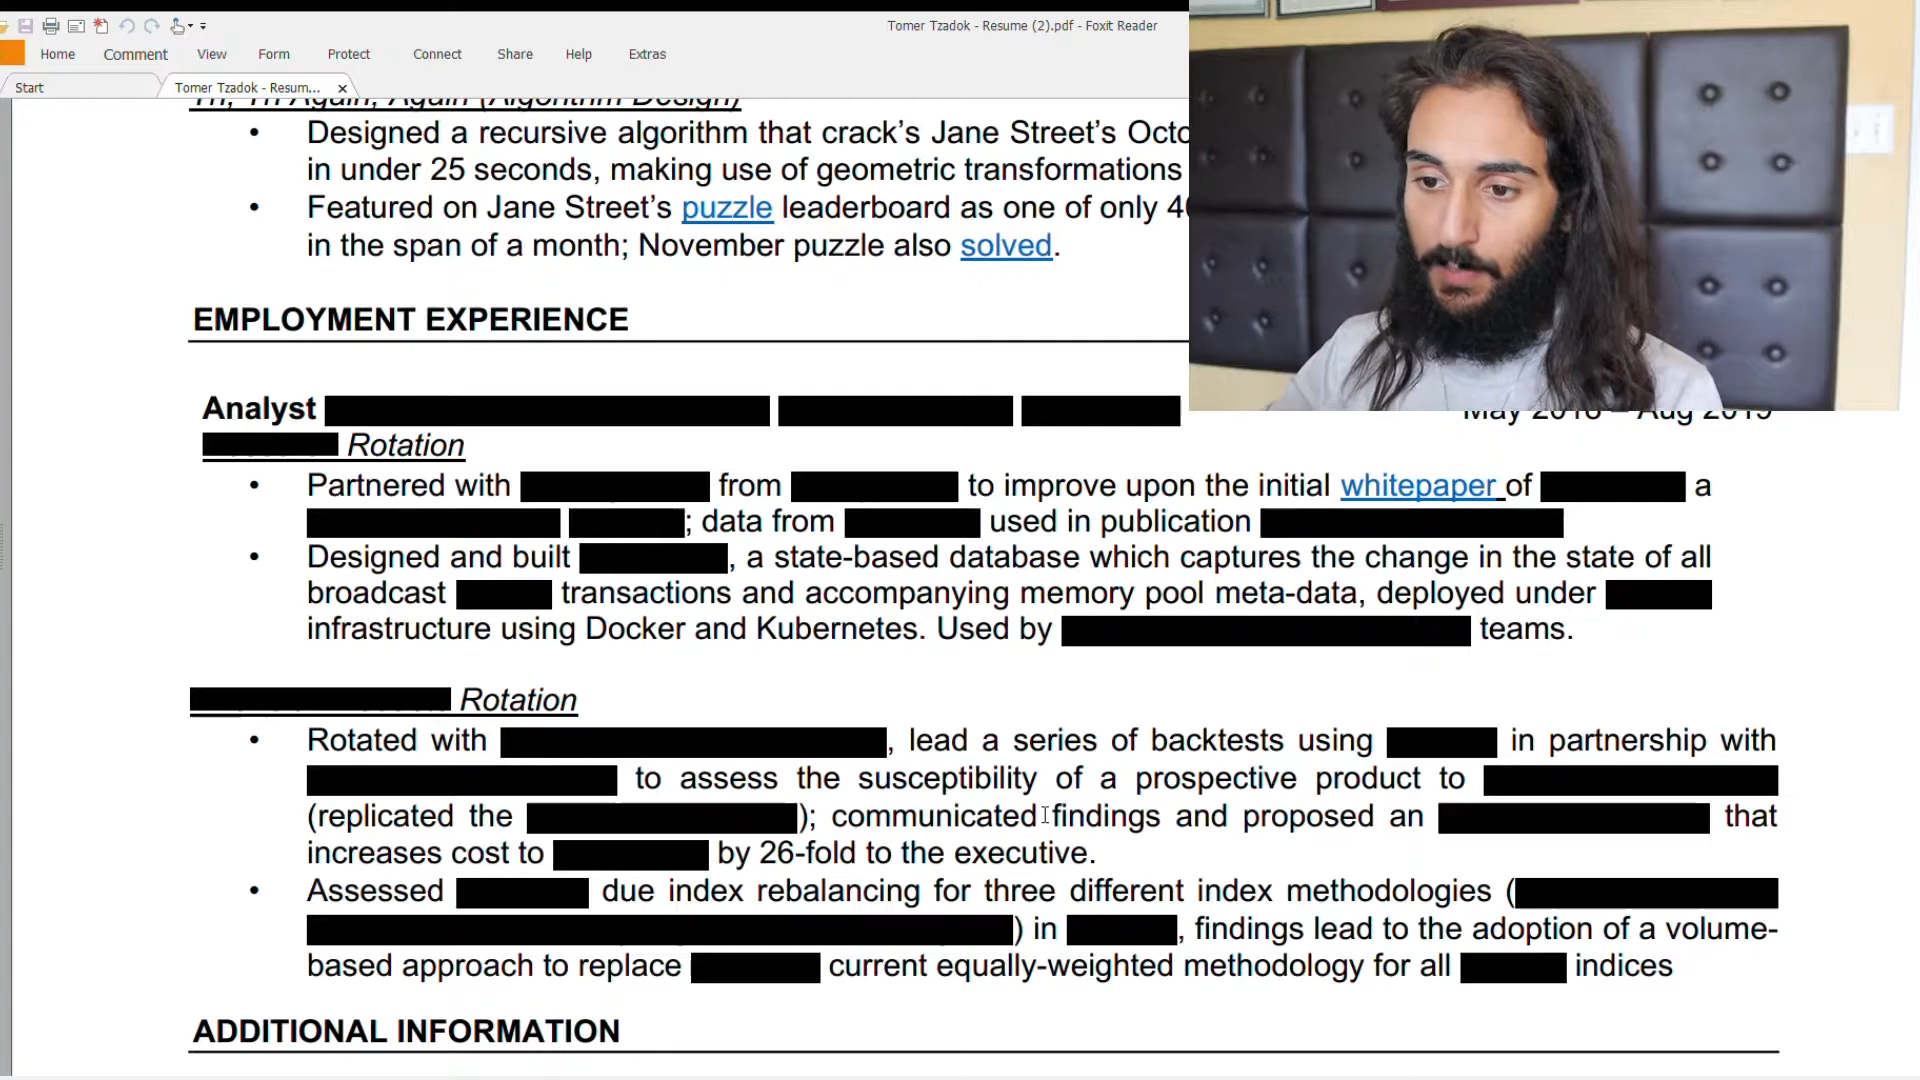 Tomer Tzadok - Resume (2).pdf - Foxit Reader
Home Comment View Form Protect Connect Share Help Extras
Start Tomer Tzadok - Resum...
Again, Again (Algorithm Design)
• Designed a recursive algorithm that crack’s Jane Street’s Octo
in under 25 seconds, making use of geometric transformations
• Featured on Jane Street’s puzzle leaderboard as one of only
in the span of a month; November puzzle also solved.
EMPLOYMENT EXPERIENCE
Analyst May 2018 – Aug 2019
Rotation
• Partnered with from to improve upon the initial whitepaper of a
; data from used in publication
• Designed and built , a state-based database which captures the change in the state of all
broadcast transactions and accompanying memory pool meta-data, deployed under
infrastructure using Docker and Kubernetes. Used by teams.
Rotation
• Rotated with , lead a series of backtests using in partnership with
to assess the susceptibility of a prospective product to
(replicated the ); communicated findings and proposed an that
increases cost to by 26-fold to the executive.
• Assessed due index rebalancing for three different index methodologies (
) in , findings lead to the adoption of a volume-
based approach to replace current equally-weighted methodology for all indices
ADDITIONAL INFORMATION